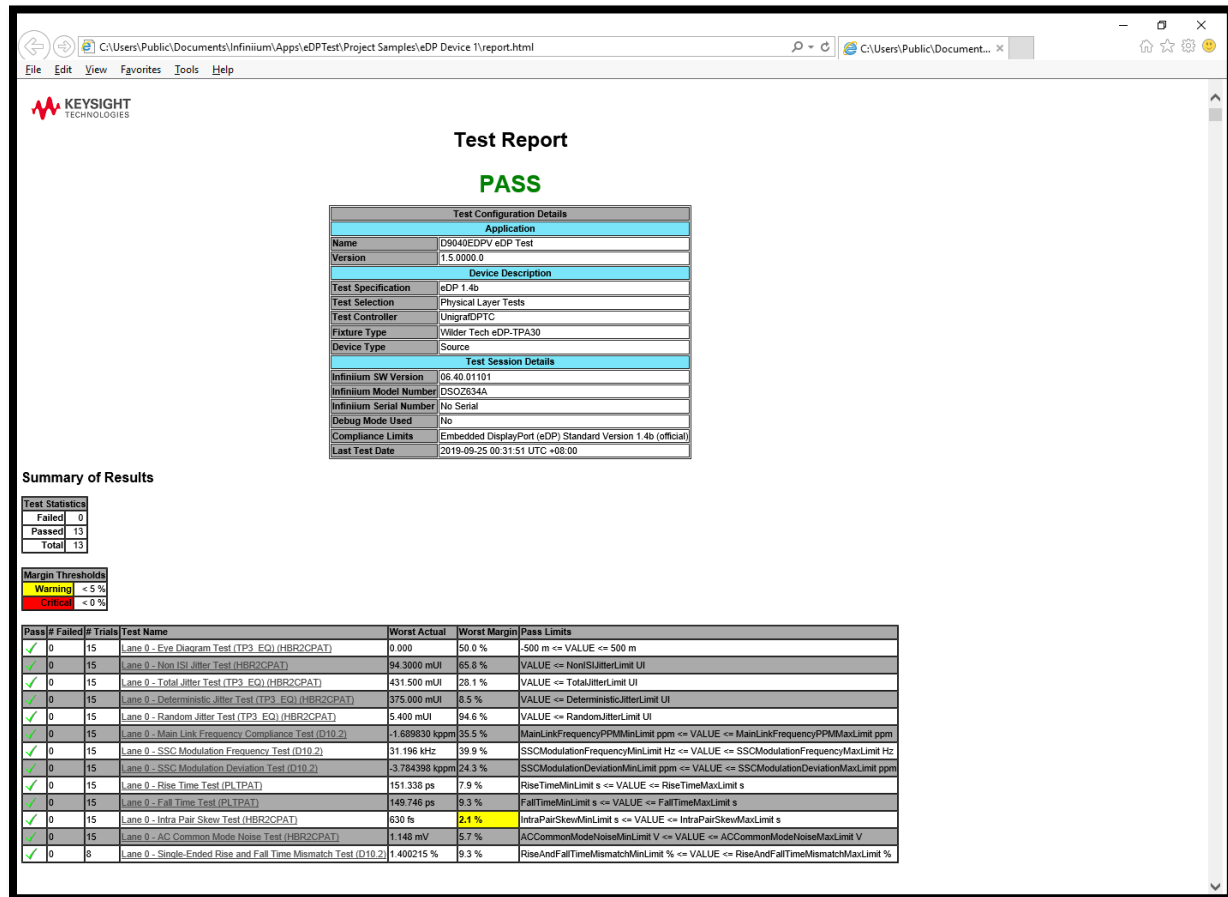 C:\Users\Public\Documents\Infiniium\Apps\eDPTest\Project Samples\eDP Device 1\report.html
C:\Users\Public\Document...
File Edit View Favorites Tools Help
KEYSIGHT
TECHNOLOGIES
Test Report
PASS
Test Configuration Details
Application
Name D9040EDPV eDP Test
Version 1.5.0000.0
Device Description
Test Specification eDP 1.4b
Test Selection Physical Layer Tests
Test Controller UnigrafDPTC
Fixture Type Wilder Tech eDP-TPA30
Device Type Source
Test Session Details
Infiniium SW Version 06.40.01101
Infiniium Model Number DSOZ634A
Infiniium Serial Number No Serial
Debug Mode Used No
Compliance Limits Embedded DisplayPort (eDP) Standard Version 1.4b (official)
Last Test Date 2019-09-25 00:31:51 UTC +08:00
Summary of Results
Test Statistics
Failed 0
Passed 13
Total 13
Margin Thresholds
Warning < 5 %
Critical < 0 %
Pass # Failed # Trials Test Name Worst Actual Worst Margin Pass Limits
0 15 Lane 0 - Eye Diagram Test (TP3_EQ) (HBR2CPAT) 0.000 50.0 % -500 m <= VALUE <= 500 m
0 15 Lane 0 - Non ISI Jitter Test (HBR2CPAT) 94.3000 mUI 65.8 % VALUE <= NonISIJitterLimit UI
0 15 Lane 0 - Total Jitter Test (TP3_EQ) (HBR2CPAT) 431.500 mUI 28.1 % VALUE <= TotalJitterLimit UI
0 15 Lane 0 - Deterministic Jitter Test (TP3_EQ) (HBR2CPAT) 375.000 mUI 8.5 % VALUE <= DeterministicJitterLimit UI
0 15 Lane 0 - Random Jitter Test (TP3_EQ) (HBR2CPAT) 5.400 mUI 94.6 % VALUE <= RandomJitterLimit UI
0 15 Lane 0 - Main Link Frequency Compliance Test (D10.2) -1.689830 kppm 35.5 % MainLinkFrequencyPPMMinLimit ppm <= VALUE <= MainLinkFrequencyPPMMaxLimit ppm
0 15 Lane 0 - SSC Modulation Frequency Test (D10.2) 31.196 kHz 39.9 % SSCModulationFrequencyMinLimit Hz <= VALUE <= SSCModulationFrequencyMaxLimit Hz
0 15 Lane 0 - SSC Modulation Deviation Test (D10.2) -3.784398 kppm 24.3 % SSCModulationDeviationMinLimit ppm <= VALUE <= SSCModulationDeviationMaxLimit ppm
0 15 Lane 0 - Rise Time Test (PLTPAT) 151.338 ps 7.9 % RiseTimeMinLimit s <= VALUE <= RiseTimeMaxLimit s
0 15 Lane 0 - Fall Time Test (PLTPAT) 149.746 ps 9.3 % FallTimeMinLimit s <= VALUE <= FallTimeMaxLimit s
0 15 Lane 0 - Intra Pair Skew Test (HBR2CPAT) 630 fs 2.1 % IntraPairSkewMinLimit s <= VALUE <= IntraPairSkewMaxLimit s
0 15 Lane 0 - AC Common Mode Noise Test (HBR2CPAT) 1.148 mV 5.7 % ACCommonModeNoiseMinLimit V <= VALUE <= ACCommonModeNoiseMaxLimit V
0 8 Lane 0 - Single-Ended Rise and Fall Time Mismatch Test (D10.2) 1.400215 % 9.3 % RiseAndFallTimeMismatchMinLimit % <= VALUE <= RiseAndFallTimeMismatchMaxLimit %